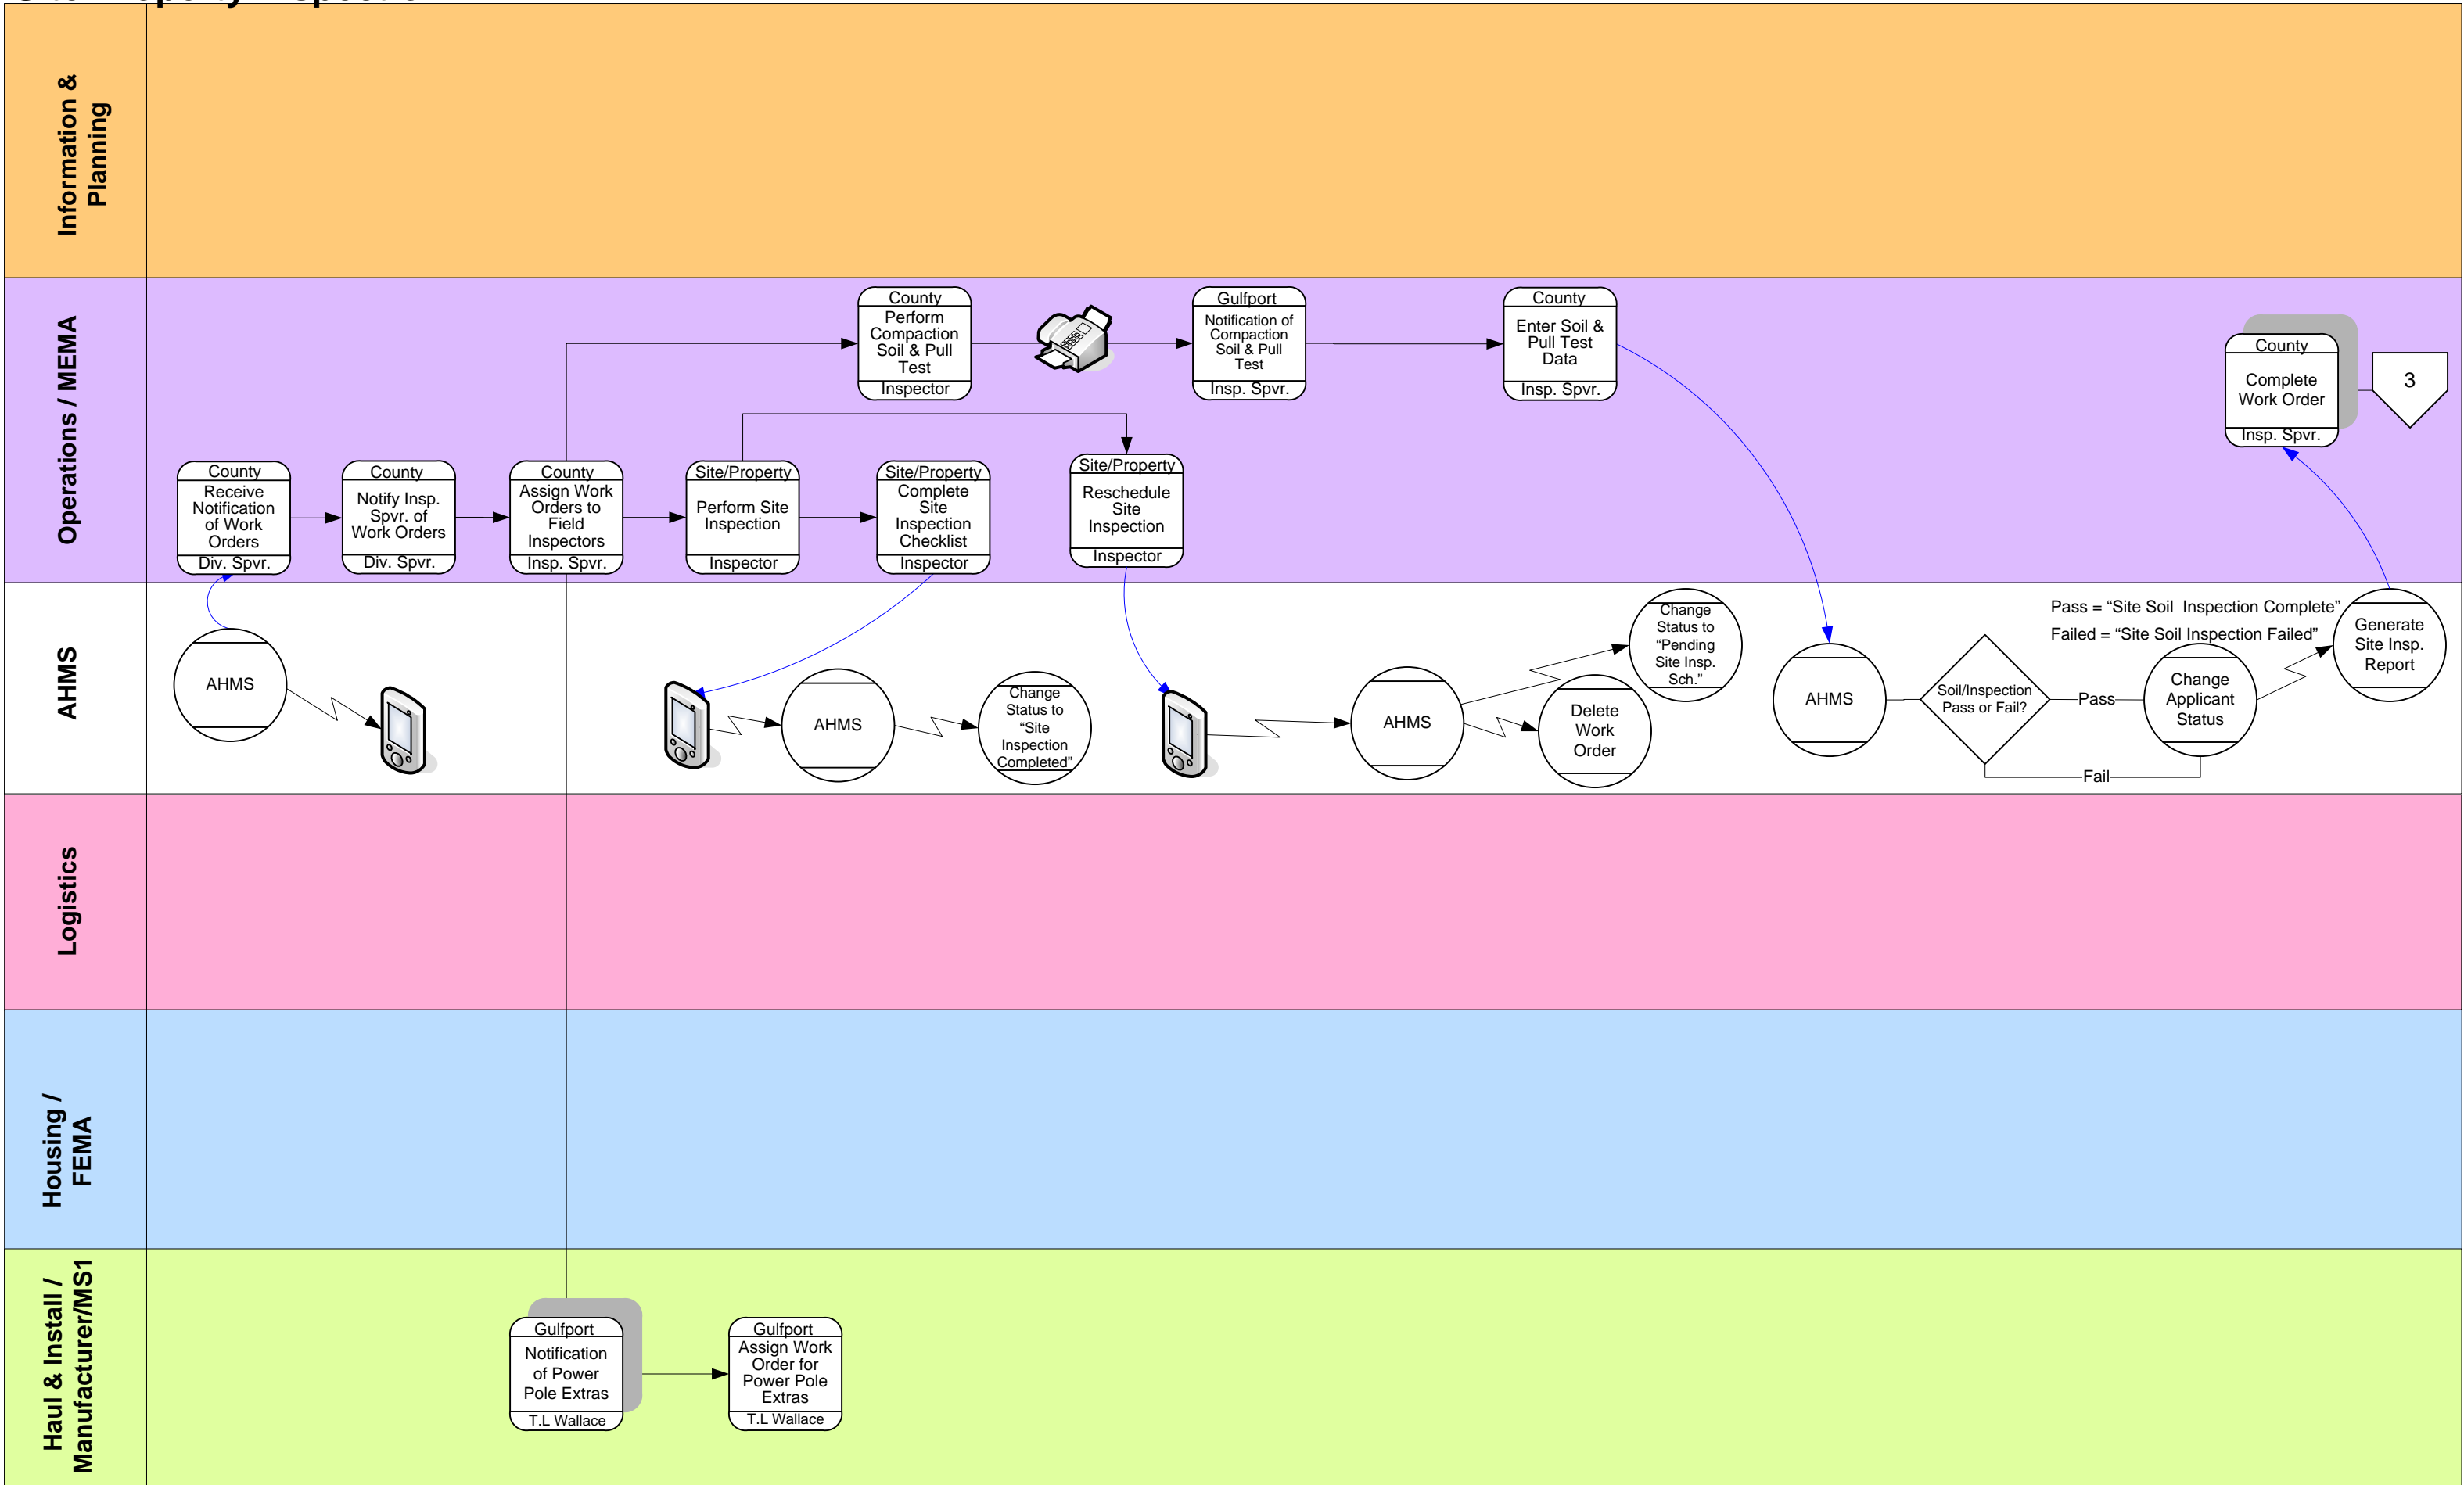 Information &
Planning
Operations / MEMA
County
Perform
Compaction
Soil & Pull
Test
Inspector
Gulfport
Notification of
Compaction
Soil & Pull
Test
Insp. Spvr.
County
Enter Soil &
Pull Test
Data
Insp. Spvr.
County
Complete
Work Order
Insp. Spvr.
3
County
Receive
Notification
of Work
Orders
Div. Spvr.
County
Notify Insp.
Spvr. of
Work Orders
Div. Spvr.
County
Assign Work
Orders to
Field
Inspectors
Insp. Spvr.
Site/Property
Perform Site
Inspection
Inspector
Site/Property
Complete
Site
Inspection
Checklist
Inspector
Site/Property
Reschedule
Site
Inspection
Inspector
AHMS
AHMS
AHMS
Change
Status to
“Site
Inspection
Completed”
AHMS
Change
Status to
“Pending
Site Insp.
Sch.”
Delete
Work
Order
AHMS
Soil/Inspection
Pass or Fail?
Pass
Fail
Pass = “Site Soil  Inspection Complete”
Failed = “Site Soil Inspection Failed”
Change
Applicant
Status
Generate
Site Insp.
Report
Logistics
Housing /
FEMA
Haul & Install /
Manufacturer/MS1
Gulfport
Notification
of Power
Pole Extras
T.L Wallace
Gulfport
Assign Work
Order for
Power Pole
Extras
T.L Wallace